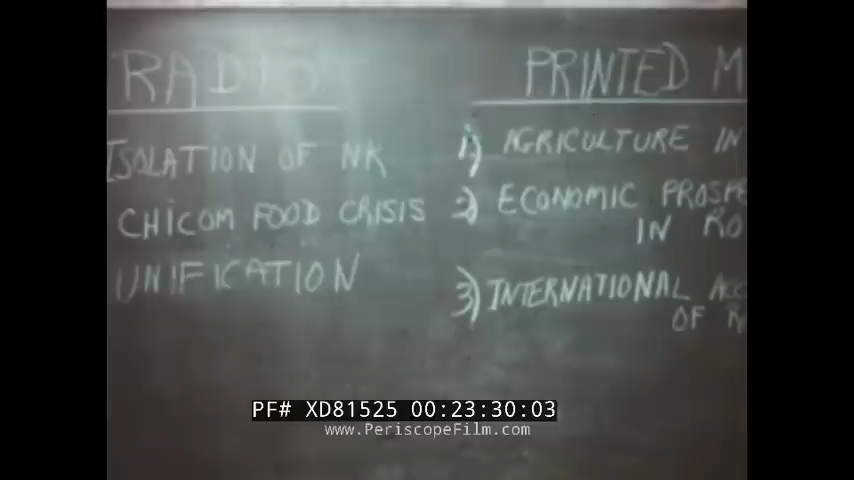 RADIO
ISOLATION OF NK
CHICOM FOOD CRISIS
UNIFICATION
PRINTED M
1) AGRICULTURE IN
2) ECONOMIC PROSPE
IN RO
3) INTERNATIONAL ACC
OF R
PF# XD81525 00:23:30:03
www.PeriscopeFilm.com